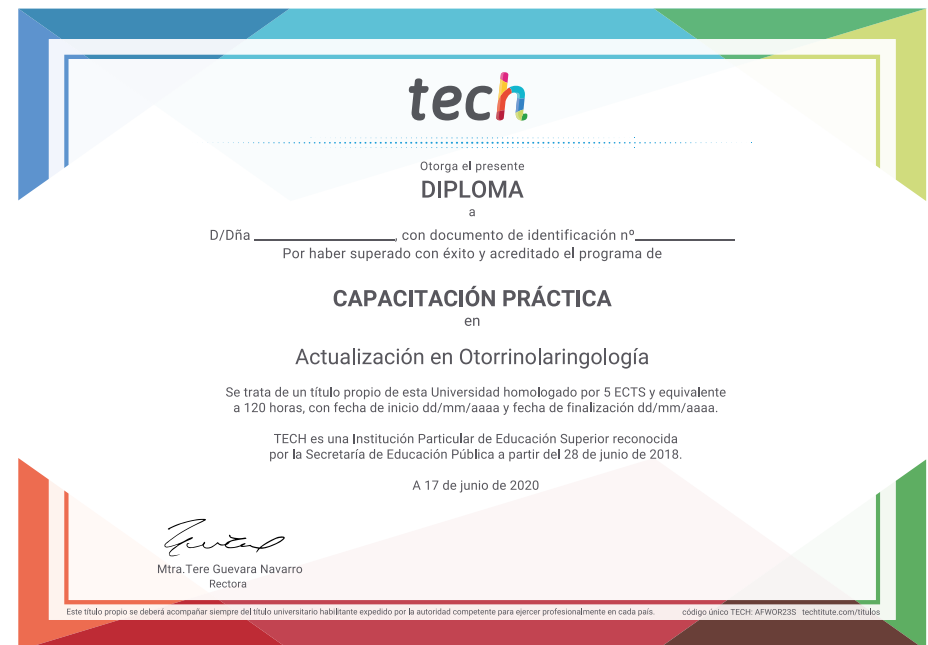 tech
Otorga el presente
DIPLOMA
a
D/Dña ____________________, con documento de identificación nº______________
Por haber superado con éxito y acreditado el programa de
CAPACITACIÓN PRÁCTICA
en
Actualización en Otorrinolaringología
Se trata de un título propio de esta Universidad homologado por 5 ECTS y equivalente
a 120 horas, con fecha de inicio dd/mm/aaaa y fecha de finalización dd/mm/aaaa.
TECH es una Institución Particular de Educación Superior reconocida
por la Secretaría de Educación Pública a partir del 28 de junio de 2018.
A 17 de junio de 2020
Mtra.Tere Guevara Navarro
Rectora
Este título propio se deberá acompañar siempre del título universitario habilitante expedido por la autoridad competente para ejercer profesionalmente en cada país. código único TECH: AFWOR23S techtitute.com/titulos